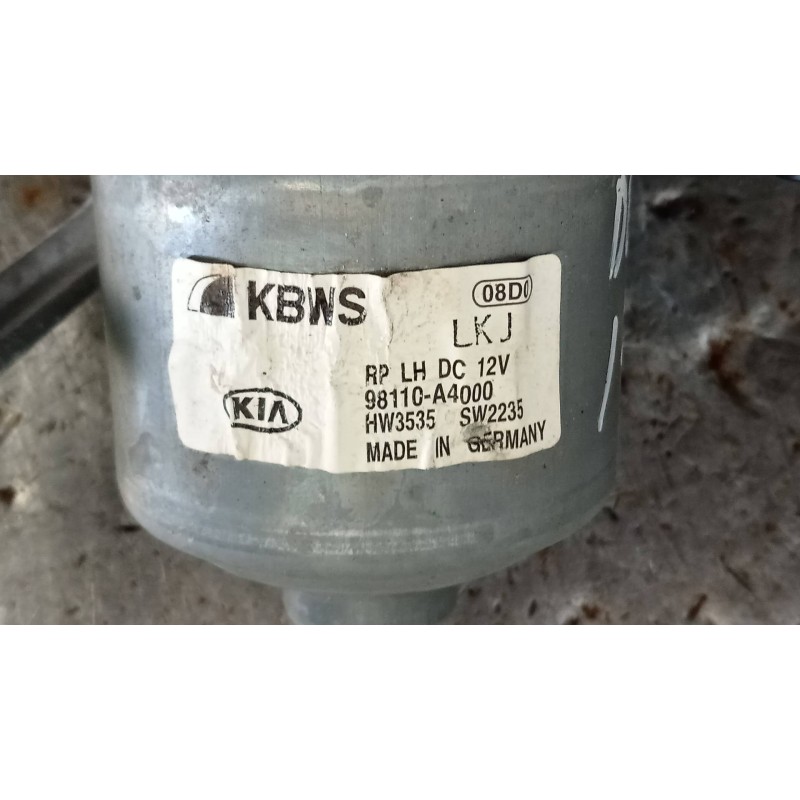 KBWS
08D0
LKJ
RP LH DC 12V
98110-A4000
KIA
HW3535 SW2235
MADE IN GERMANY